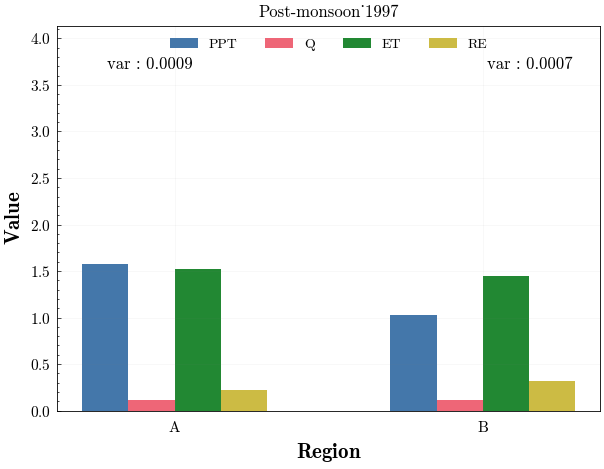 Post-monsoon˙1997
PPT Q ET RE
var : 0.0009 var : 0.0007
4.0
3.5
3.0
2.5
2.0
1.5
1.0
0.5
0.0
Value
A B
Region